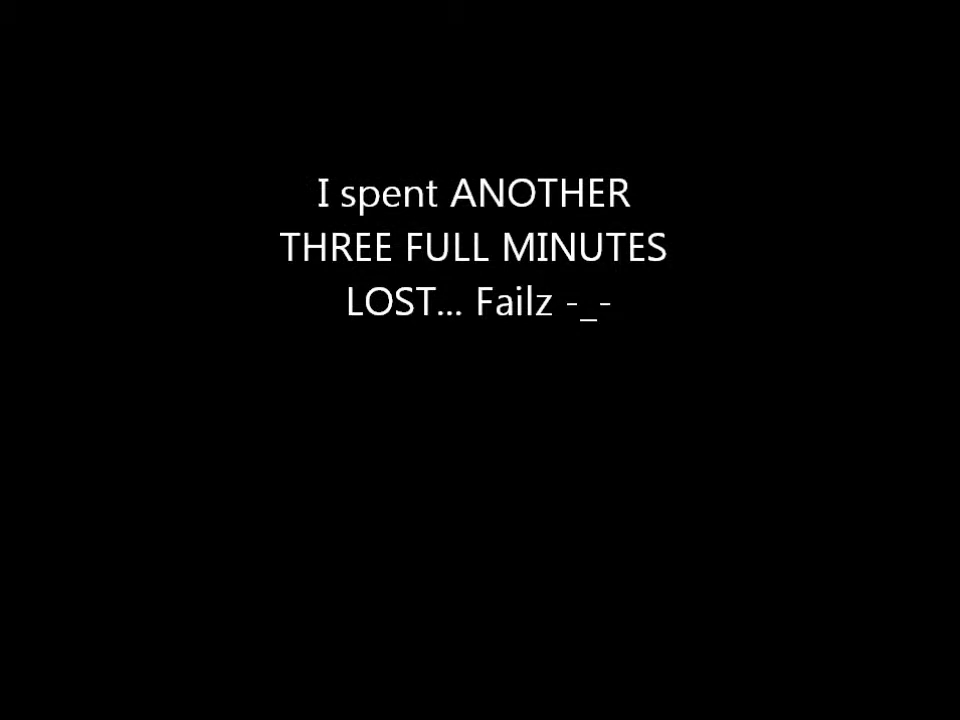 I spent ANOTHER
THREE FULL MINUTES
LOST... Failz -_-